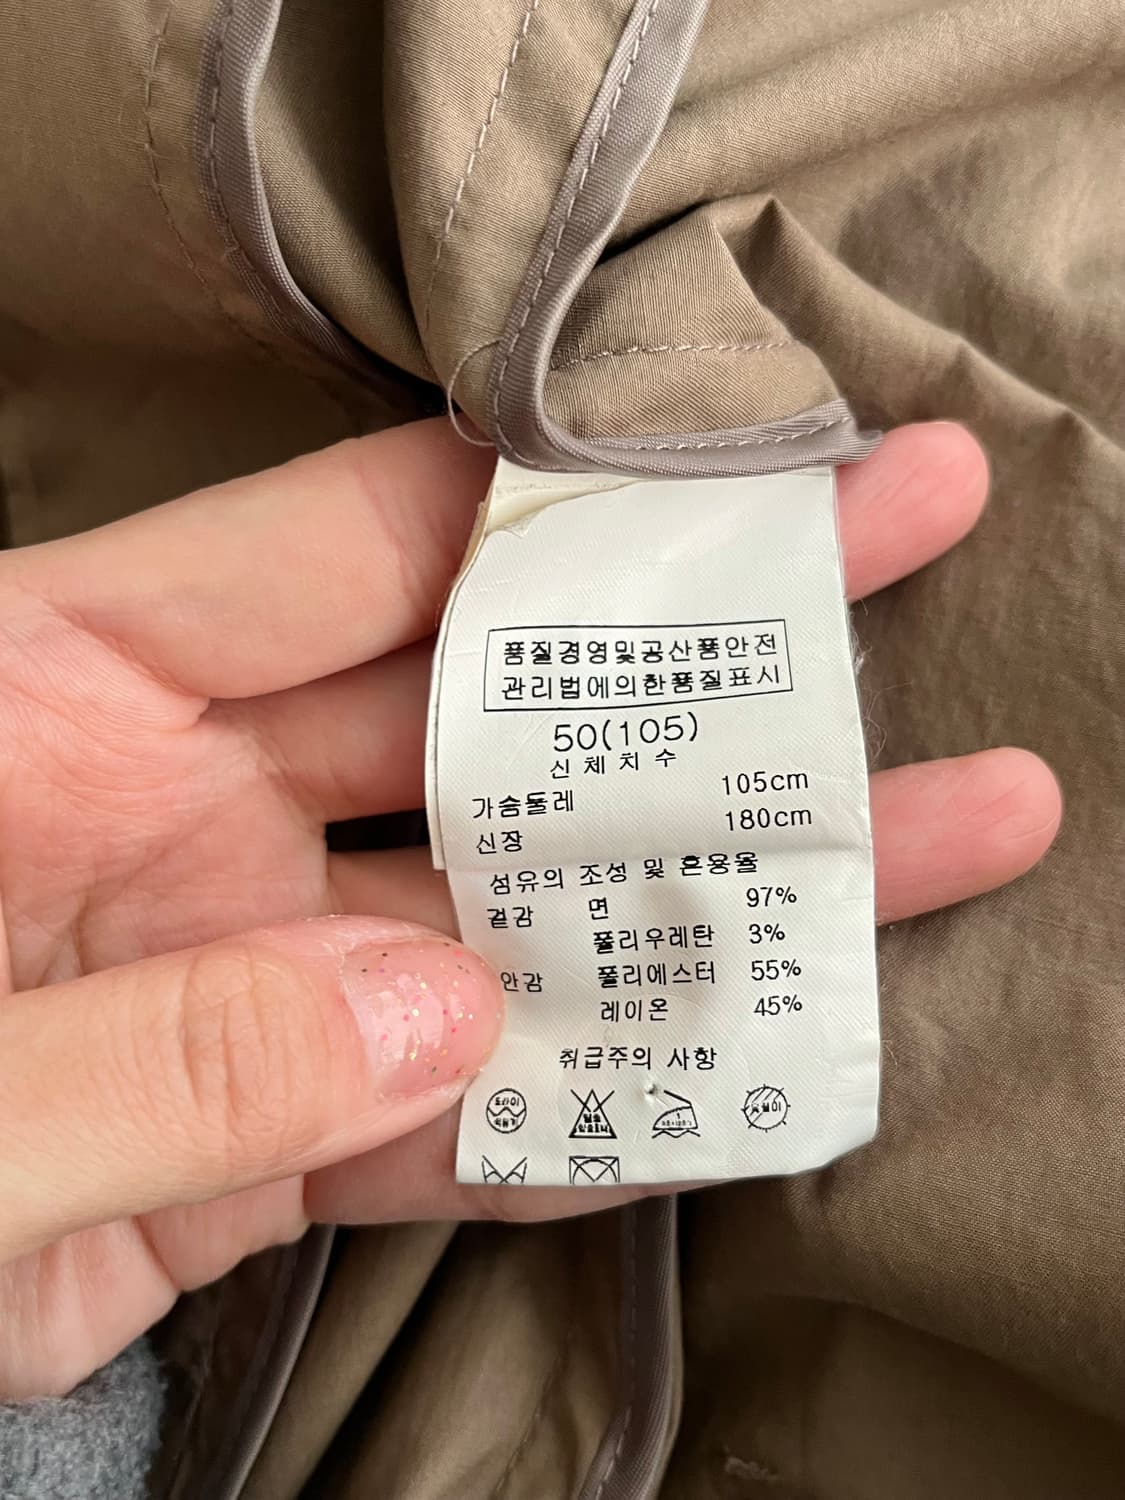 품질경영및공산품안전
관리법에의한품질표시
50(105)
신체치수
가슴둘레 105cm
신장 180cm
섬유의 조성 및 혼용율
겉감 면 97%
폴리우레탄 3%
안감 폴리에스터 55%
레이온 45%
취급주의 사항
드라이